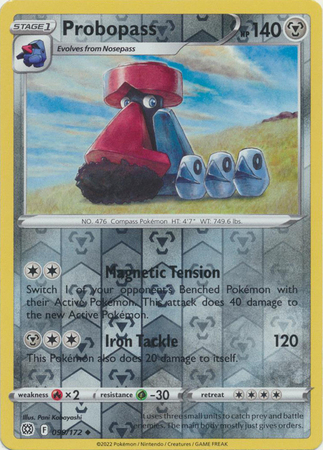 STAGE 1 Probopass HP 140
Evolves from Nosepass
NO. 476 Compass Pokémon HT: 4'7" WT: 749.6 lbs.
Magnetic Tension
Switch 1 of your opponent's Benched Pokémon with
their Active Pokémon. This attack does 40 damage to
the new Active Pokémon.
Iron Tackle 120
This Pokémon also does 20 damage to itself.
weakness ×2 resistance -30 retreat
Illus. Pani Kobayashi
It uses three small units to catch prey and battle
enemies. The main body mostly just gives orders.
F 099/172
©2022 Pokémon / Nintendo / Creatures / GAME FREAK